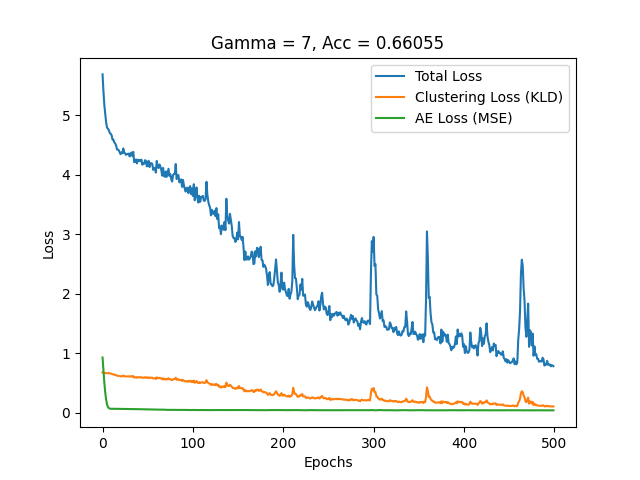 Gamma = 7, Acc = 0.66055
Total Loss
Clustering Loss (KLD)
AE Loss (MSE)
Loss
5
4
3
2
1
0
0 100 200 300 400 500
Epochs